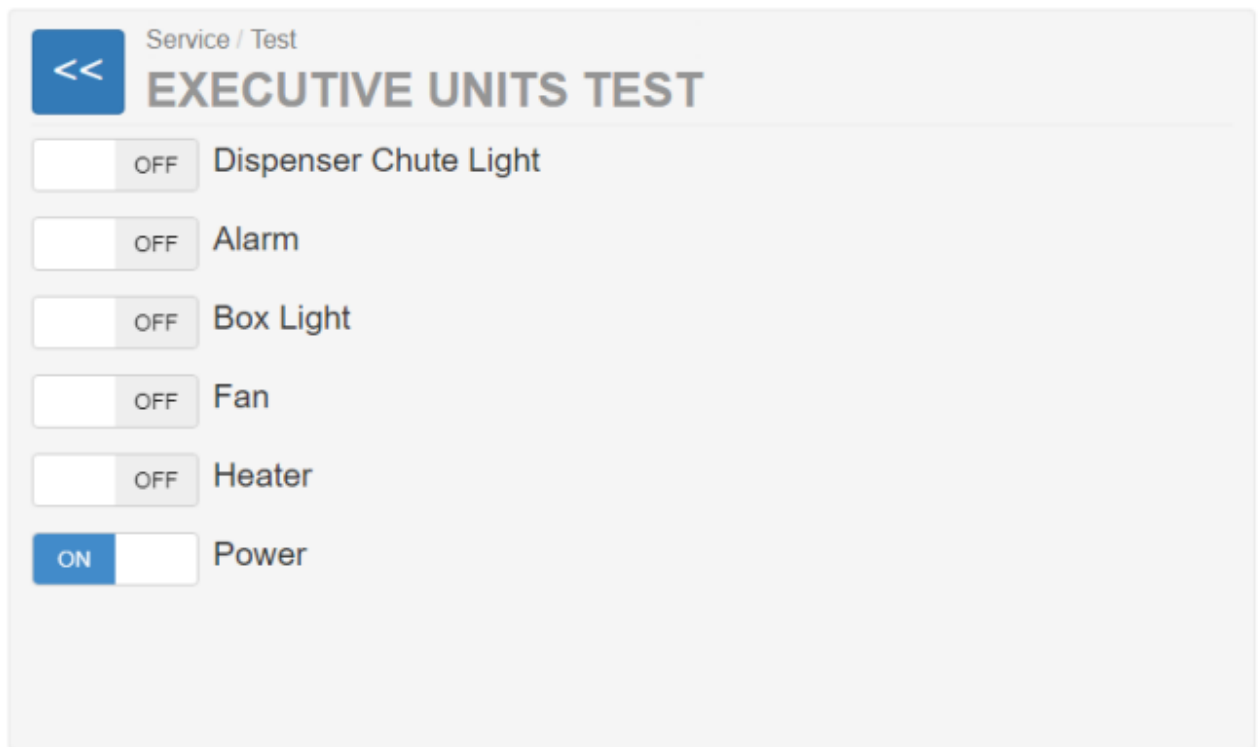 <<
Service / Test
EXECUTIVE UNITS TEST
OFF Dispenser Chute Light
OFF Alarm
OFF Box Light
OFF Fan
OFF Heater
ON Power